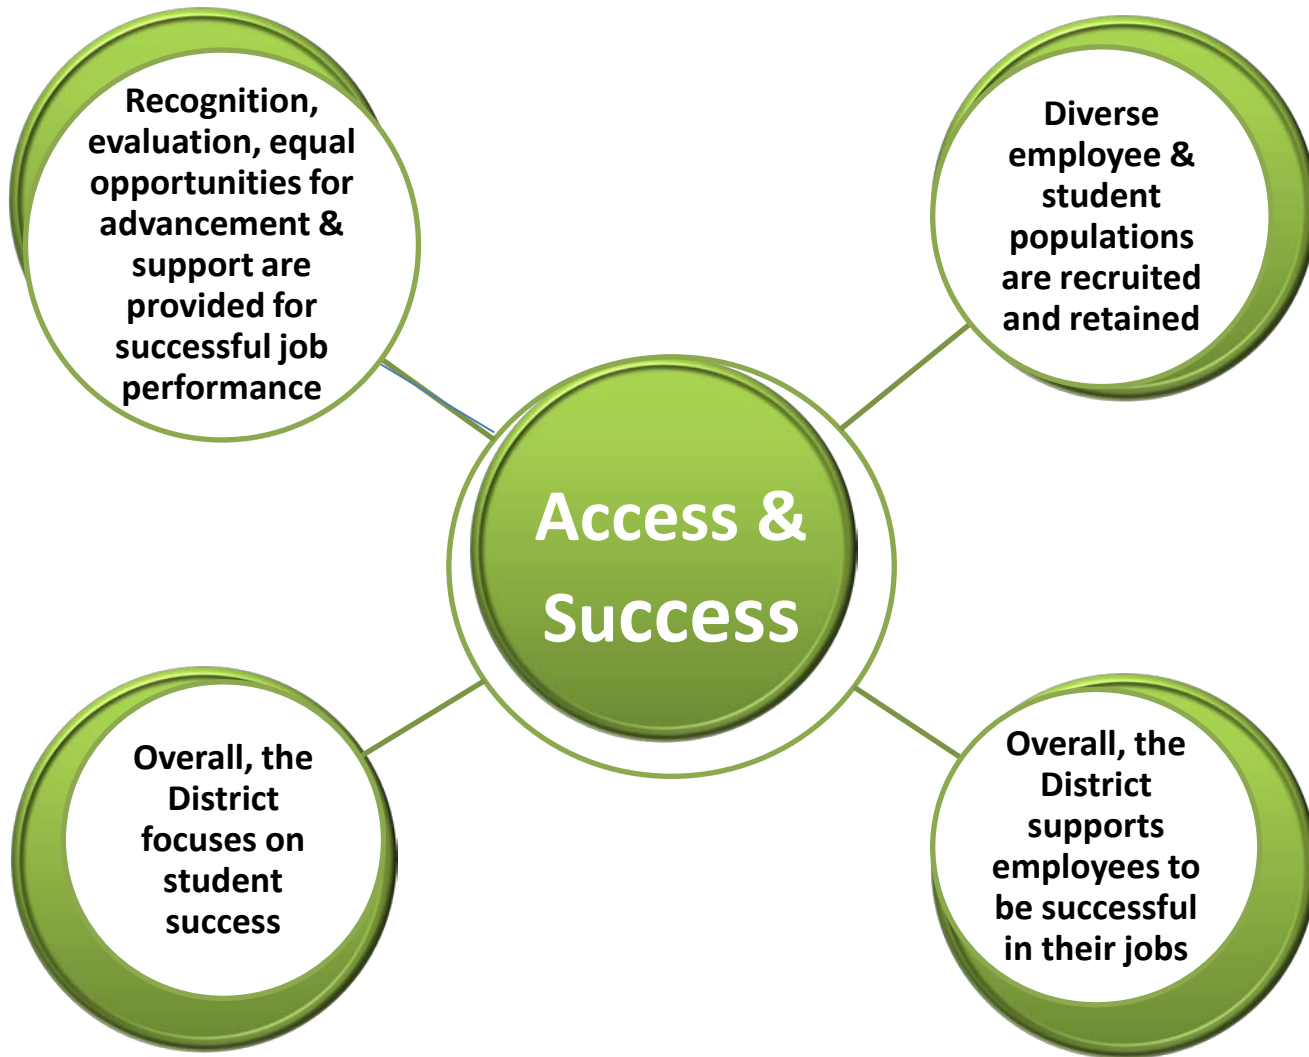 Recognition,
evaluation, equal
opportunities for
advancement &
support are
provided for
successful job
performance
Diverse
employee &
student
populations
are recruited
and retained
Access &
Success
Overall, the
District
focuses on
student
success
Overall, the
District
supports
employees to
be successful
in their jobs